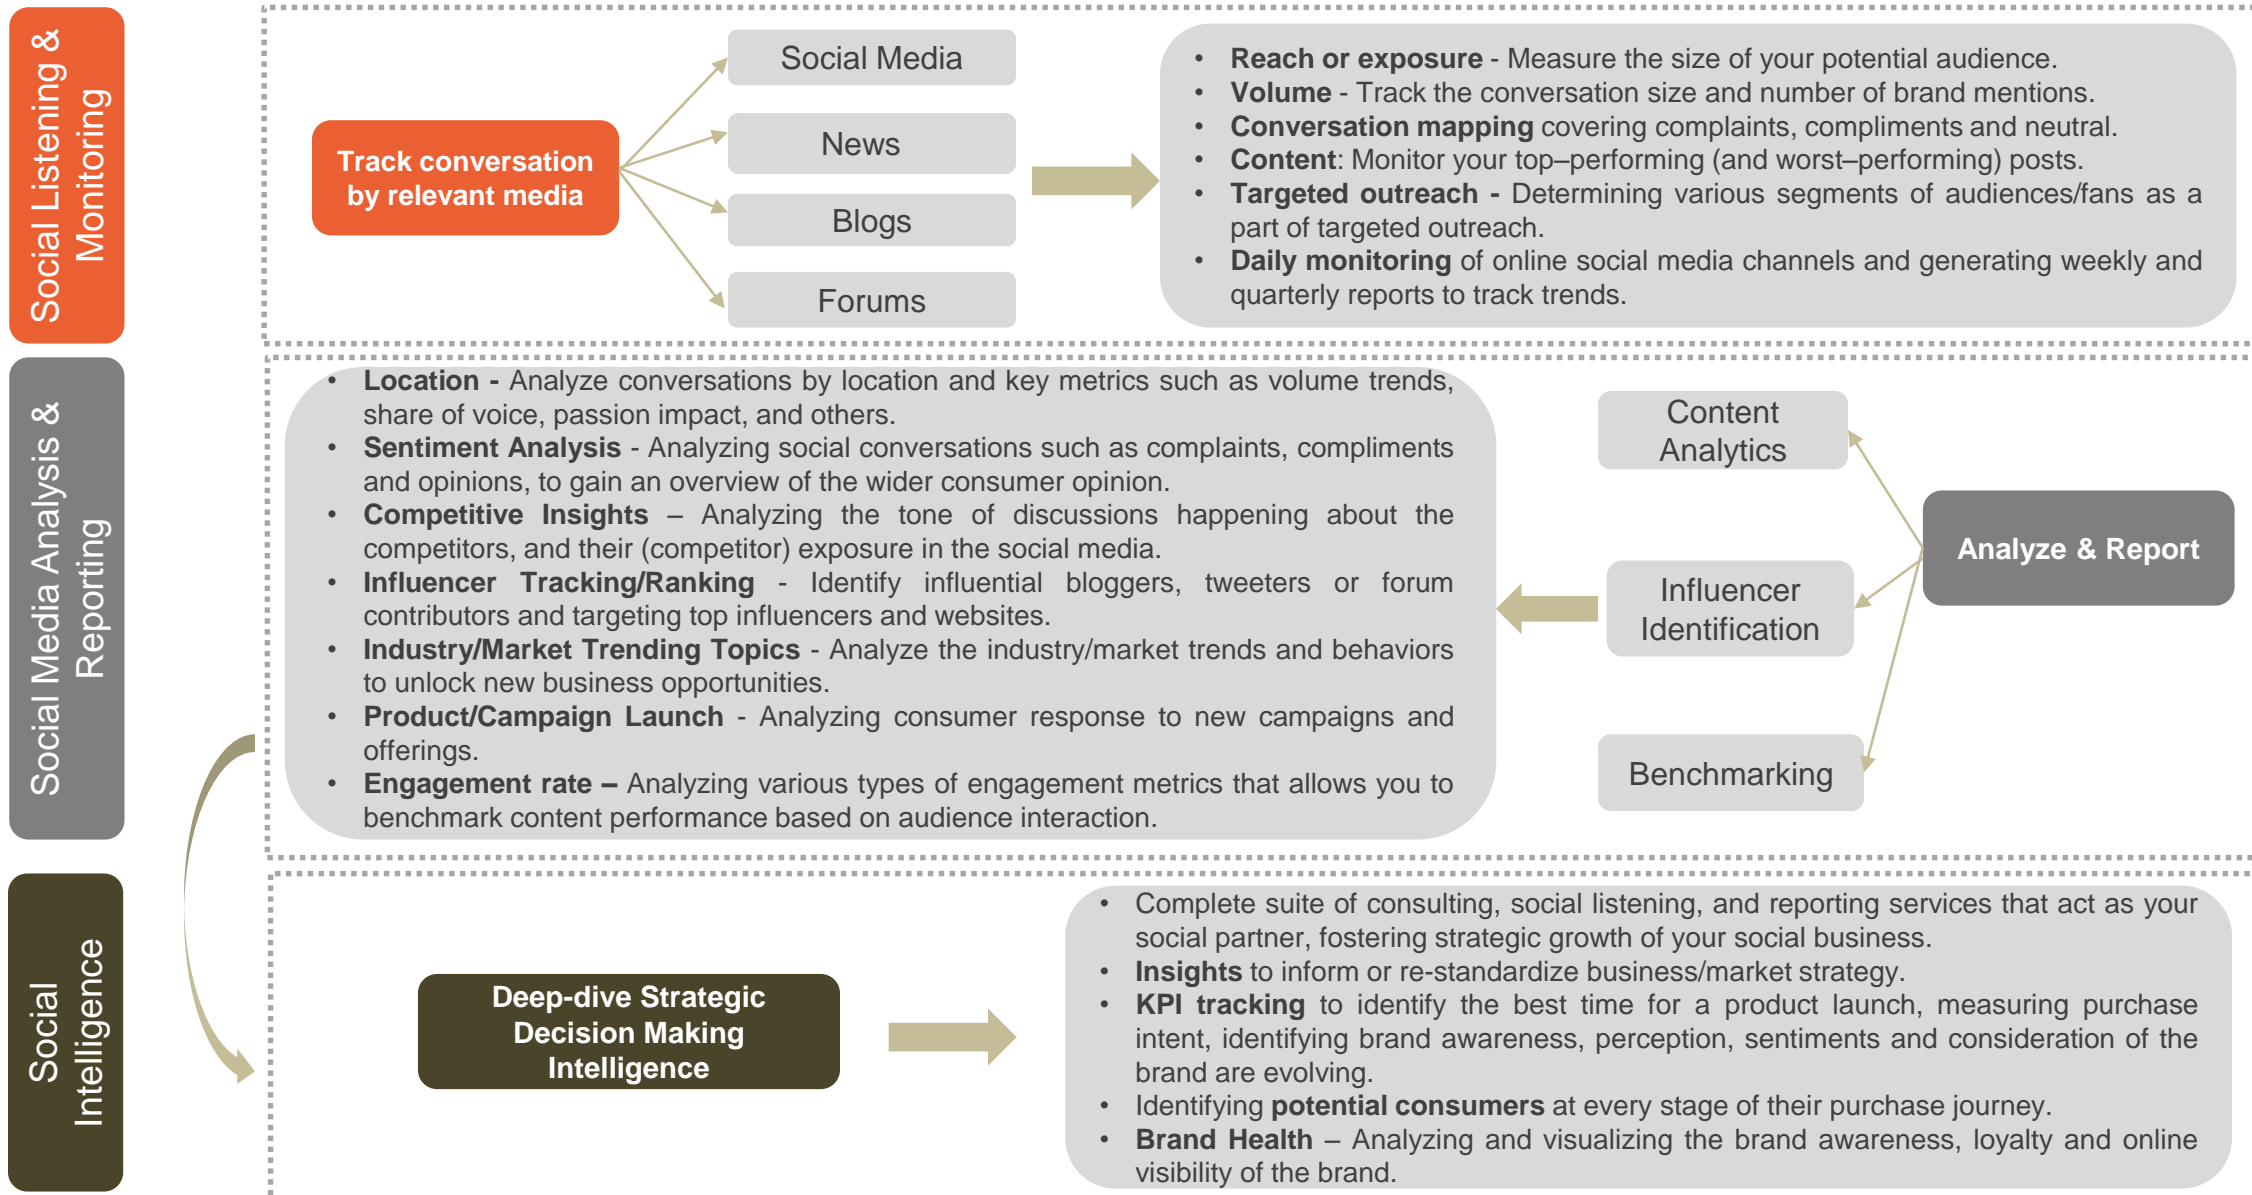 Social Listening &
Monitoring
Track conversation
by relevant media
Social Media
News
Blogs
Forums
• Reach or exposure - Measure the size of your potential audience.
• Volume - Track the conversation size and number of brand mentions.
• Conversation mapping covering complaints, compliments and neutral.
• Content: Monitor your top–performing (and worst–performing) posts.
• Targeted outreach - Determining various segments of audiences/fans as a
part of targeted outreach.
• Daily monitoring of online social media channels and generating weekly and
quarterly reports to track trends.
Social Media Analysis &
Reporting
• Location - Analyze conversations by location and key metrics such as volume trends,
share of voice, passion impact, and others.
• Sentiment Analysis - Analyzing social conversations such as complaints, compliments
and opinions, to gain an overview of the wider consumer opinion.
• Competitive Insights – Analyzing the tone of discussions happening about the
competitors, and their (competitor) exposure in the social media.
• Influencer Tracking/Ranking - Identify influential bloggers, tweeters or forum
contributors and targeting top influencers and websites.
• Industry/Market Trending Topics - Analyze the industry/market trends and behaviors
to unlock new business opportunities.
• Product/Campaign Launch - Analyzing consumer response to new campaigns and
offerings.
• Engagement rate – Analyzing various types of engagement metrics that allows you to
benchmark content performance based on audience interaction.
Content
Analytics
Influencer
Identification
Benchmarking
Analyze & Report
Social
Intelligence
Deep-dive Strategic
Decision Making
Intelligence
• Complete suite of consulting, social listening, and reporting services that act as your
social partner, fostering strategic growth of your social business.
• Insights to inform or re-standardize business/market strategy.
• KPI tracking to identify the best time for a product launch, measuring purchase
intent, identifying brand awareness, perception, sentiments and consideration of the
brand are evolving.
• Identifying potential consumers at every stage of their purchase journey.
• Brand Health – Analyzing and visualizing the brand awareness, loyalty and online
visibility of the brand.